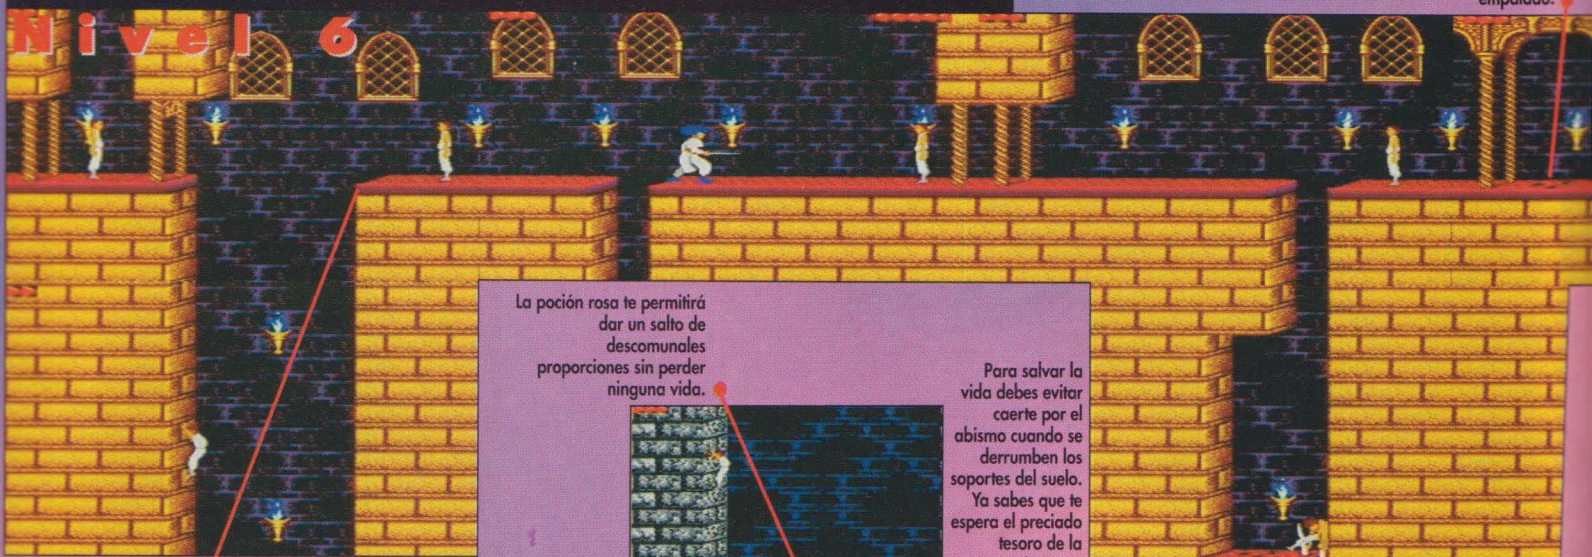 empalado.
Nivel 6
La poción rosa te permitirá
dar un salto de
descomunales
proporciones sin perder
ninguna vida.
Para salvar la
vida debes evitar
caerte por el
abismo cuando se
derrumben los
soportes del suelo.
Ya sabes que te
espera el preciado
tesoro de la